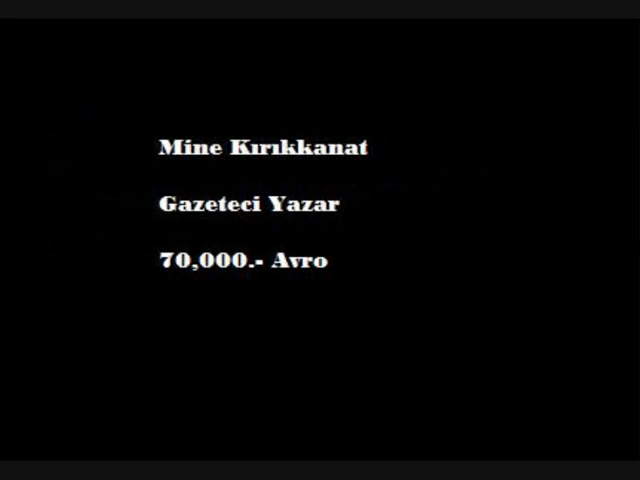 Mine Kırıkkanat
Gazeteci Yazar
70,000.- Avro